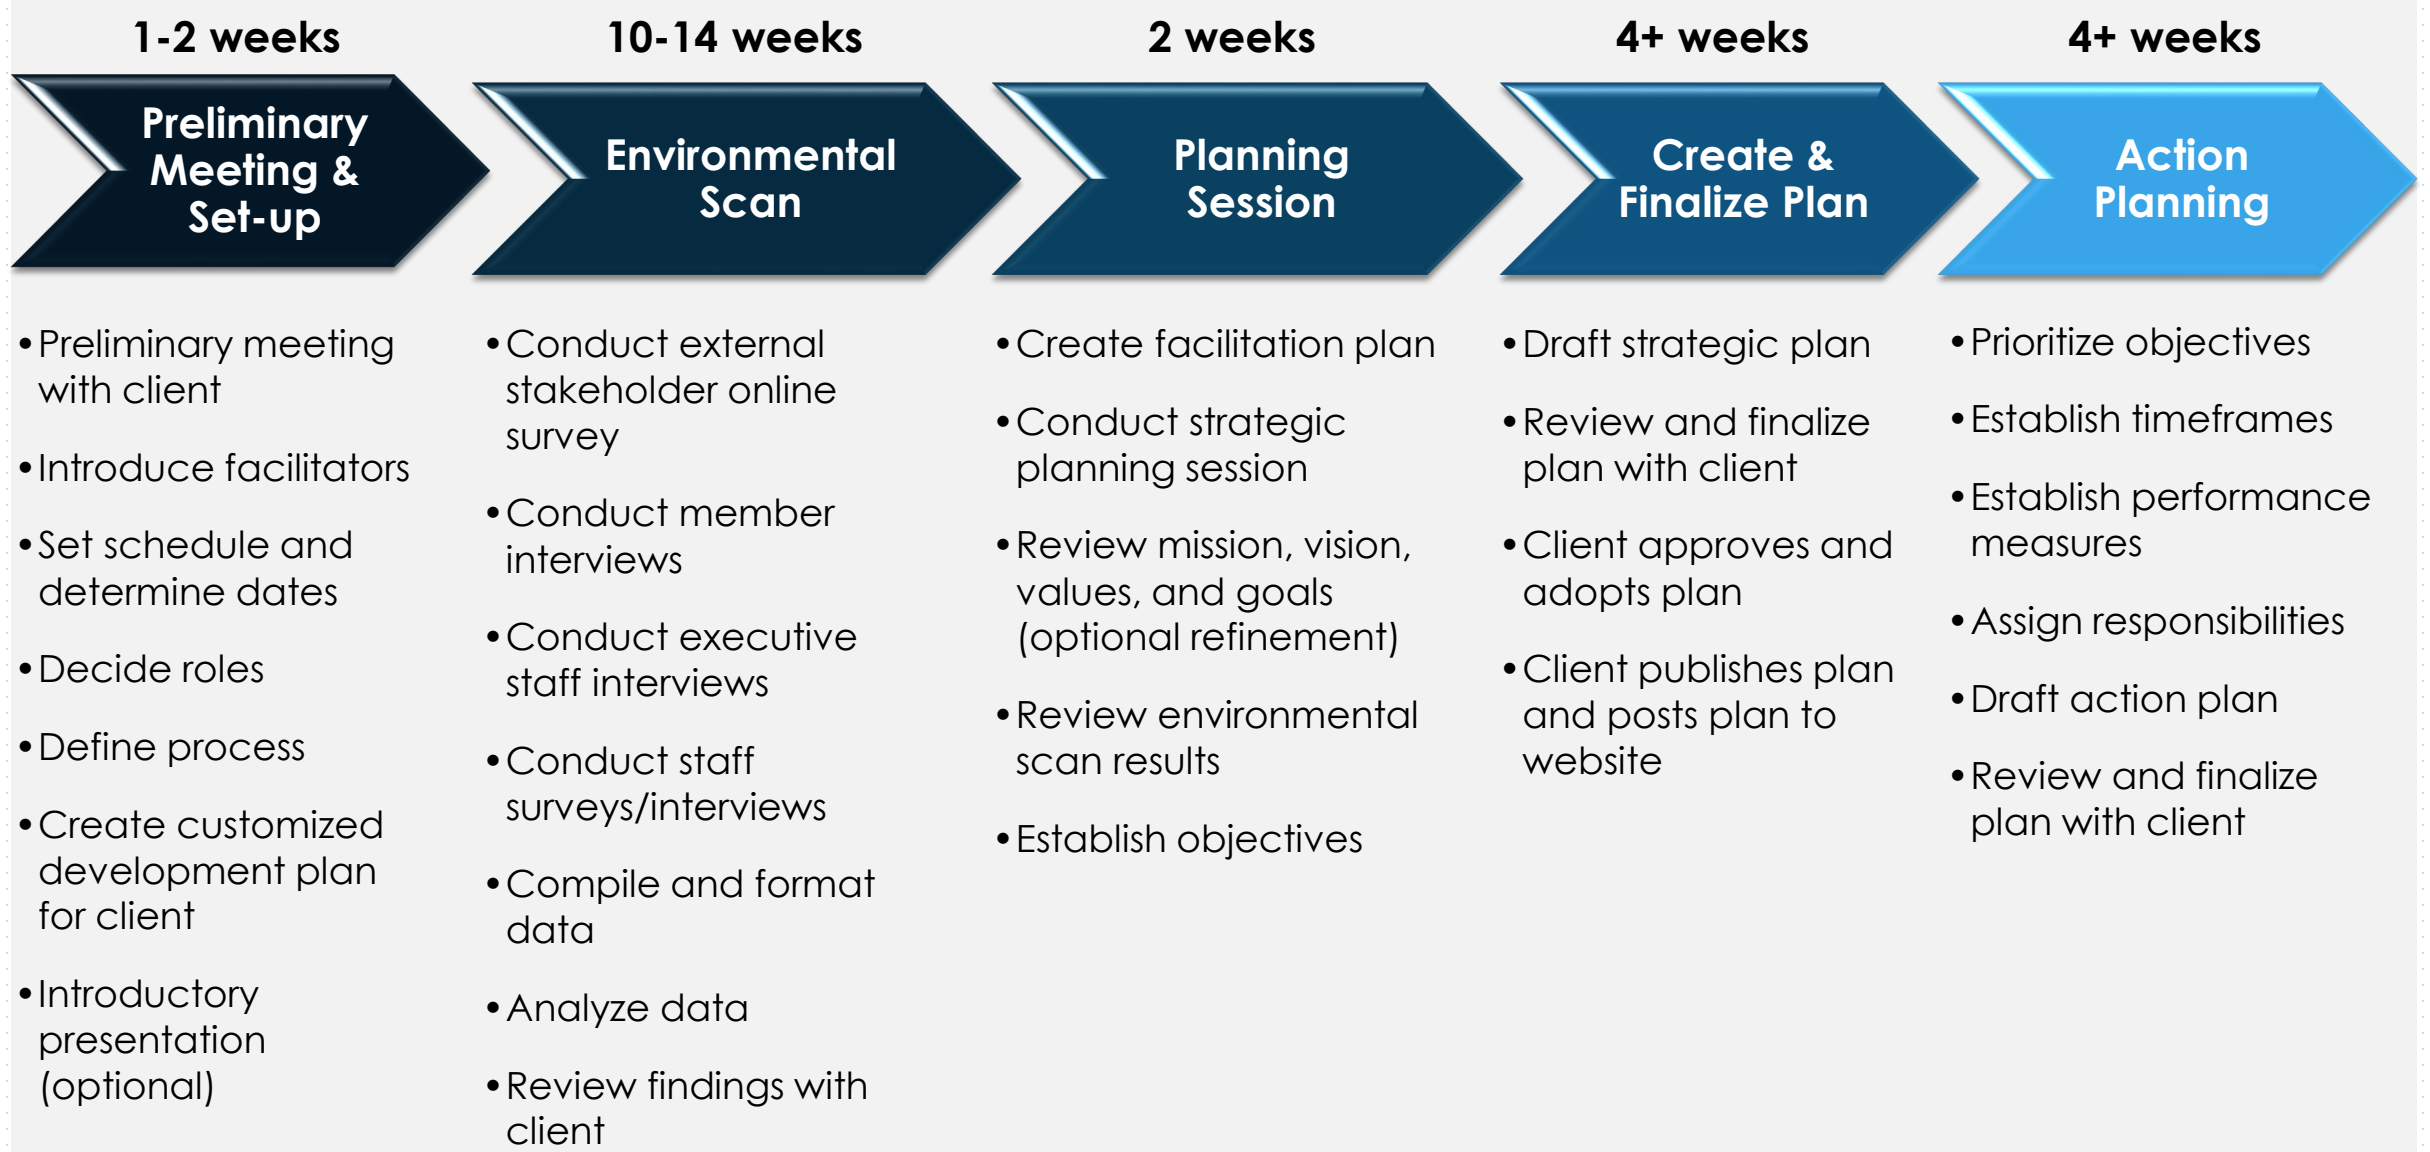 1-2 weeks
Preliminary
Meeting &
Set-up
•Preliminary meeting
with client
•Introduce facilitators
•Set schedule and
determine dates
•Decide roles
•Define process
•Create customized
development plan
for client
•Introductory
presentation
(optional)
10-14 weeks
Environmental
Scan
•Conduct external
stakeholder online
survey
•Conduct member
interviews
•Conduct executive
staff interviews
•Conduct staff
surveys/interviews
•Compile and format
data
•Analyze data
•Review findings with
client
2 weeks
Planning
Session
•Create facilitation plan
•Conduct strategic
planning session
•Review mission, vision,
values, and goals
(optional refinement)
•Review environmental
scan results
•Establish objectives
4+ weeks
Create &
Finalize Plan
•Draft strategic plan
•Review and finalize
plan with client
•Client approves and
adopts plan
•Client publishes plan
and posts plan to
website
4+ weeks
Action
Planning
•Prioritize objectives
•Establish timeframes
•Establish performance
measures
•Assign responsibilities
•Draft action plan
•Review and finalize
plan with client